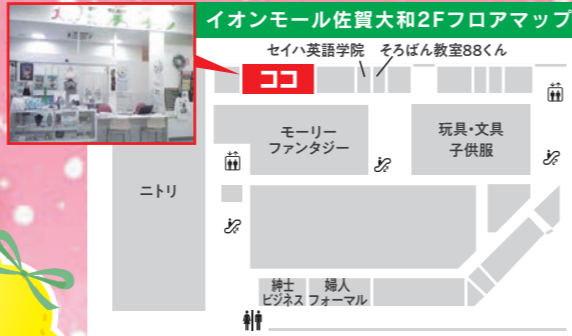 イオンモール佐賀大和2Fフロアマップ
セイハ英語学院 そろばん教室88くん
ココ
モーリー
ファンタジー
玩具・文具
子供服
ニトリ
紳士
ビジネス
婦人
フォーマル